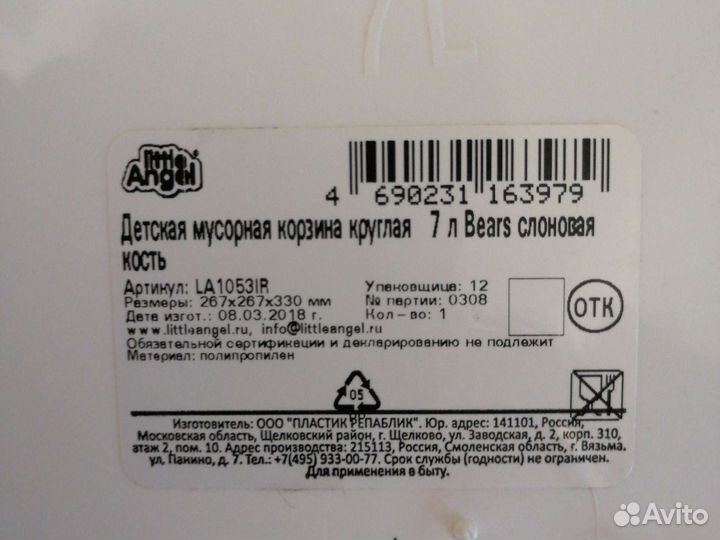 7L
little
Angel®
4 690231 163979
Детская мусорная корзина круглая 7 л Bears слоновая
кость
Артикул: LA1053IR
Размеры: 267x267x330 мм
Дата изгот.: 08.03.2018 г.
www.littleangel.ru, info@littleangel.ru
Упаковщица: 12
№ партии: 0308
Кол-во: 1
ОТК
Обязательной сертификации и декларированию не подлежит
Материал: полипропилен
05
PP
Изготовитель: ООО "ПЛАСТИК РЕПАБЛИК". Юр. адрес: 141101, Россия,
Московская область, Щелковский район, г. Щелково, ул. Заводская, д. 2, корп. 310,
этаж 2, пом. 10. Адрес производства: 215113, Россия, Смоленская область, г. Вязьма.
ул. Панино, д. 7. Тел.: +7(495) 933-00-77. Срок службы (годности) не ограничен.
Для применения в быту.
Avito